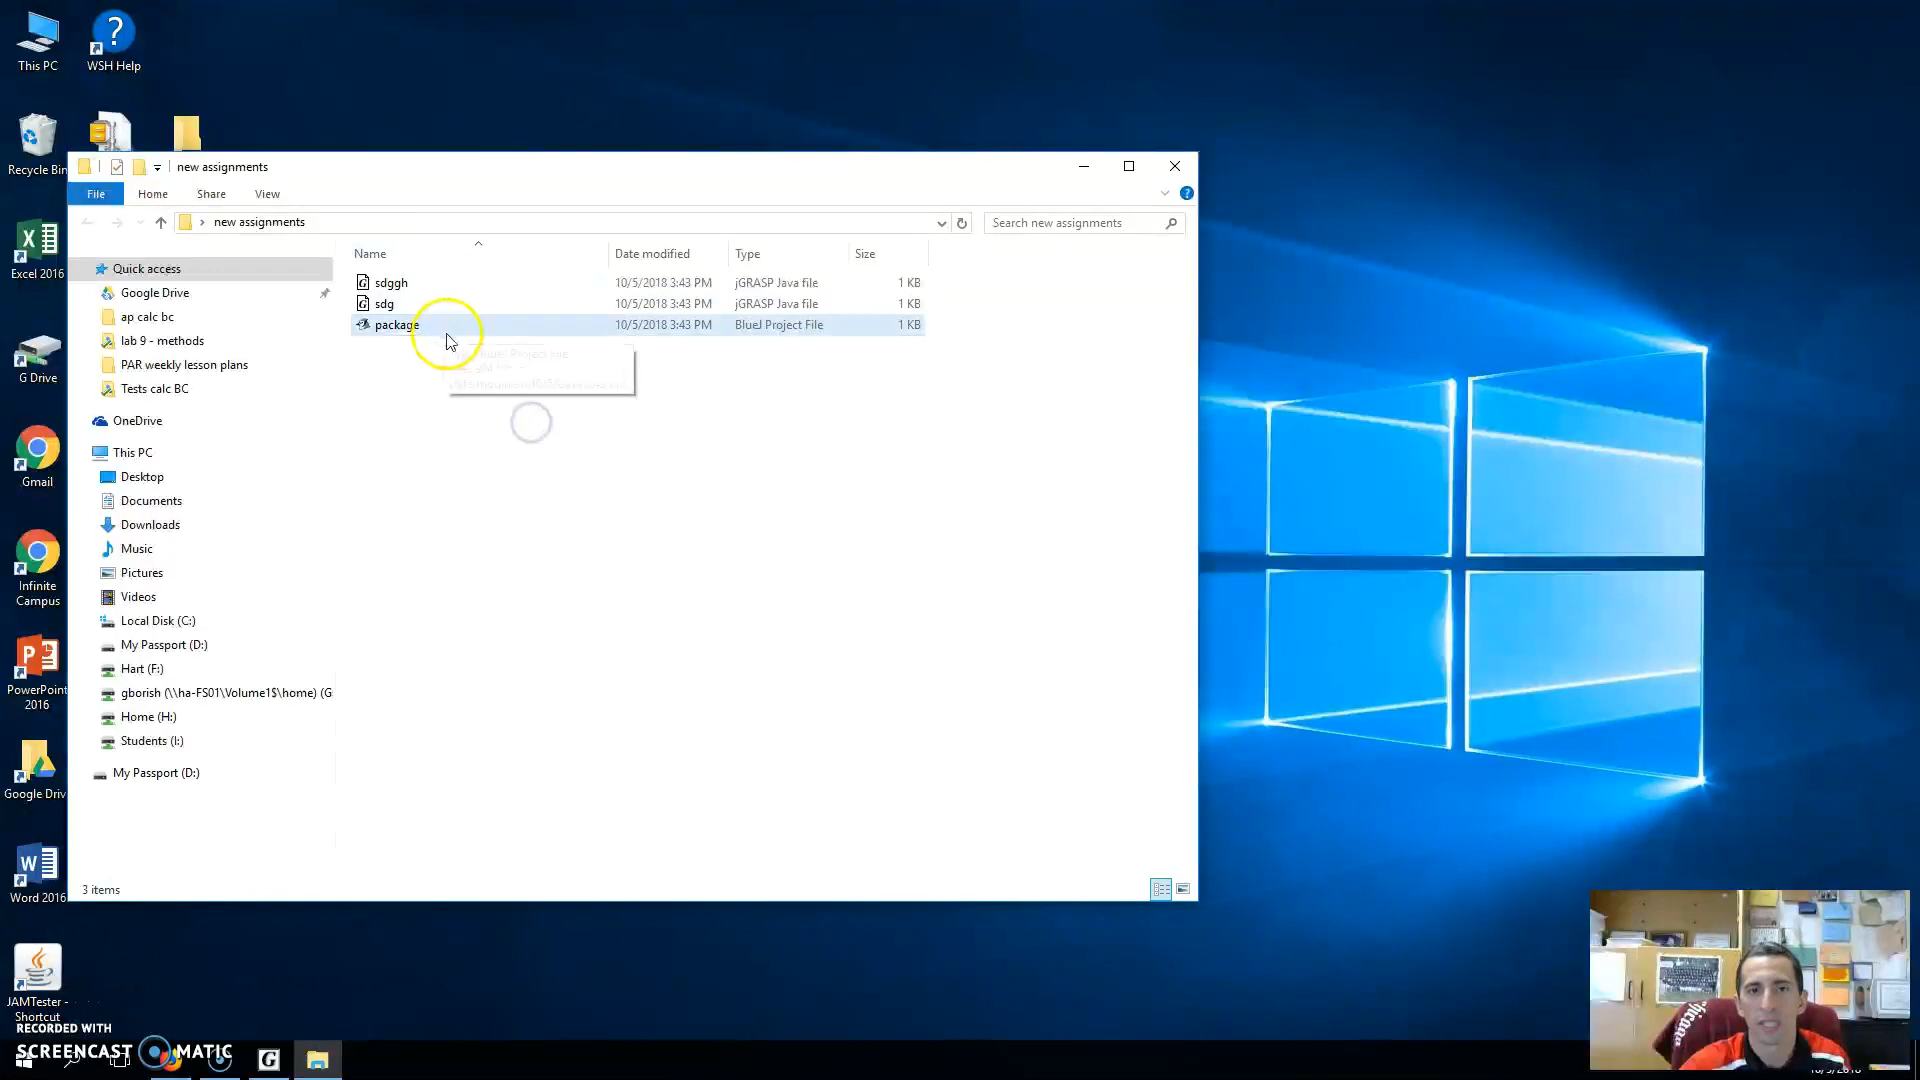 This PC
WSH Help
Recycle Bin
Excel 2016
G Drive
Gmail
Infinite
Campus
PowerPoint
2016
Google Driv
Word 2016
JAMTester -
Shortcut
new assignments
File
Home
Share
View
new assignments
Search new assignments
Name
Date modified
Type
Size
sdggh
10/5/2018 3:43 PM
jGRASP Java file
1 KB
sdg
10/5/2018 3:43 PM
jGRASP Java file
1 KB
package
10/5/2018 3:43 PM
BlueJ Project File
1 KB
Quick access
Google Drive
ap calc bc
lab 9 - methods
PAR weekly lesson plans
Tests calc BC
OneDrive
This PC
Desktop
Documents
Downloads
Music
Pictures
Videos
Local Disk (C:)
My Passport (D:)
Hart (F:)
gborish (\\ha-FS01\Volume1$\home) (G
Home (H:)
Students (I:)
My Passport (D:)
3 items
RECORDED WITH
SCREENCAST MATIC